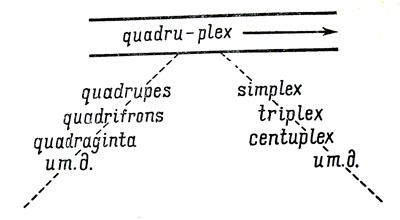 quadru-plex
quadrupes
quadrifrons
quadraginta
и т. д.
simplex
triplex
centuplex
и т. д.